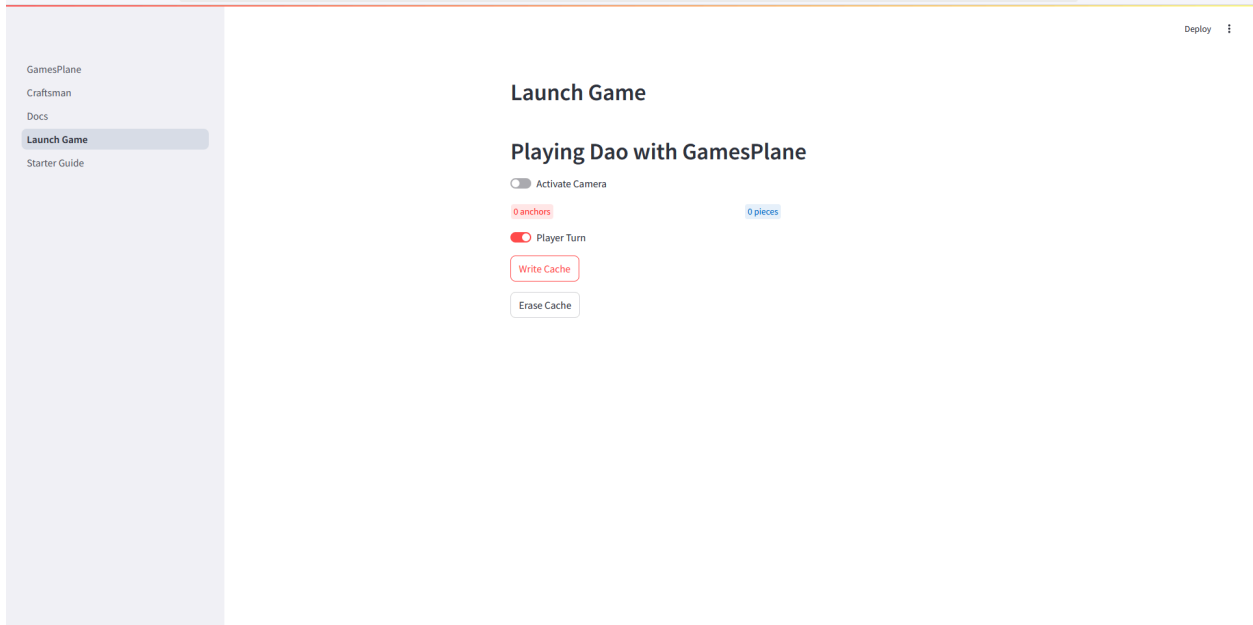 Deploy
GamesPlane
Craftsman
Docs
Launch Game
Starter Guide
Launch Game
Playing Dao with GamesPlane
Activate Camera
0 anchors 0 pieces
Player Turn
Write Cache
Erase Cache